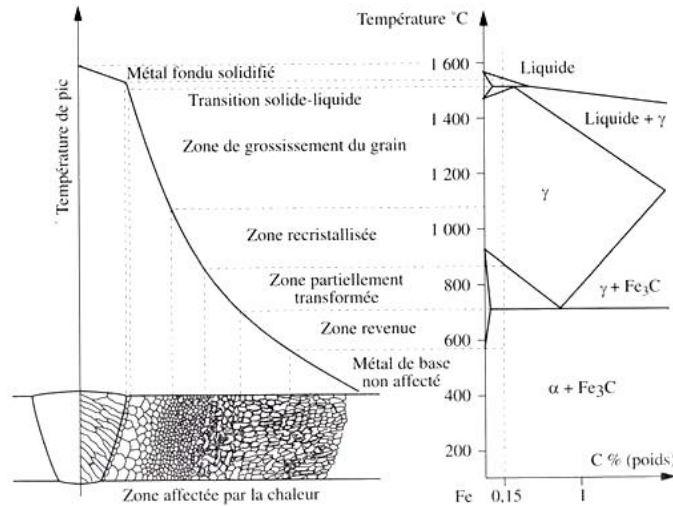 Température °C
1 600
Métal fondu solidifié
Liquide
Transition solide-liquide
1 400
Liquide + γ
Température de pic
Zone de grossissement du grain
1 200
γ
1 000
Zone recristallisée
Zone partiellement
transformée
800
γ + Fe₃C
Zone revenue
600
Métal de base
non affecté
400
α + Fe₃C
200
C % (poids)
Zone affectée par la chaleur
Fe
0,15
1